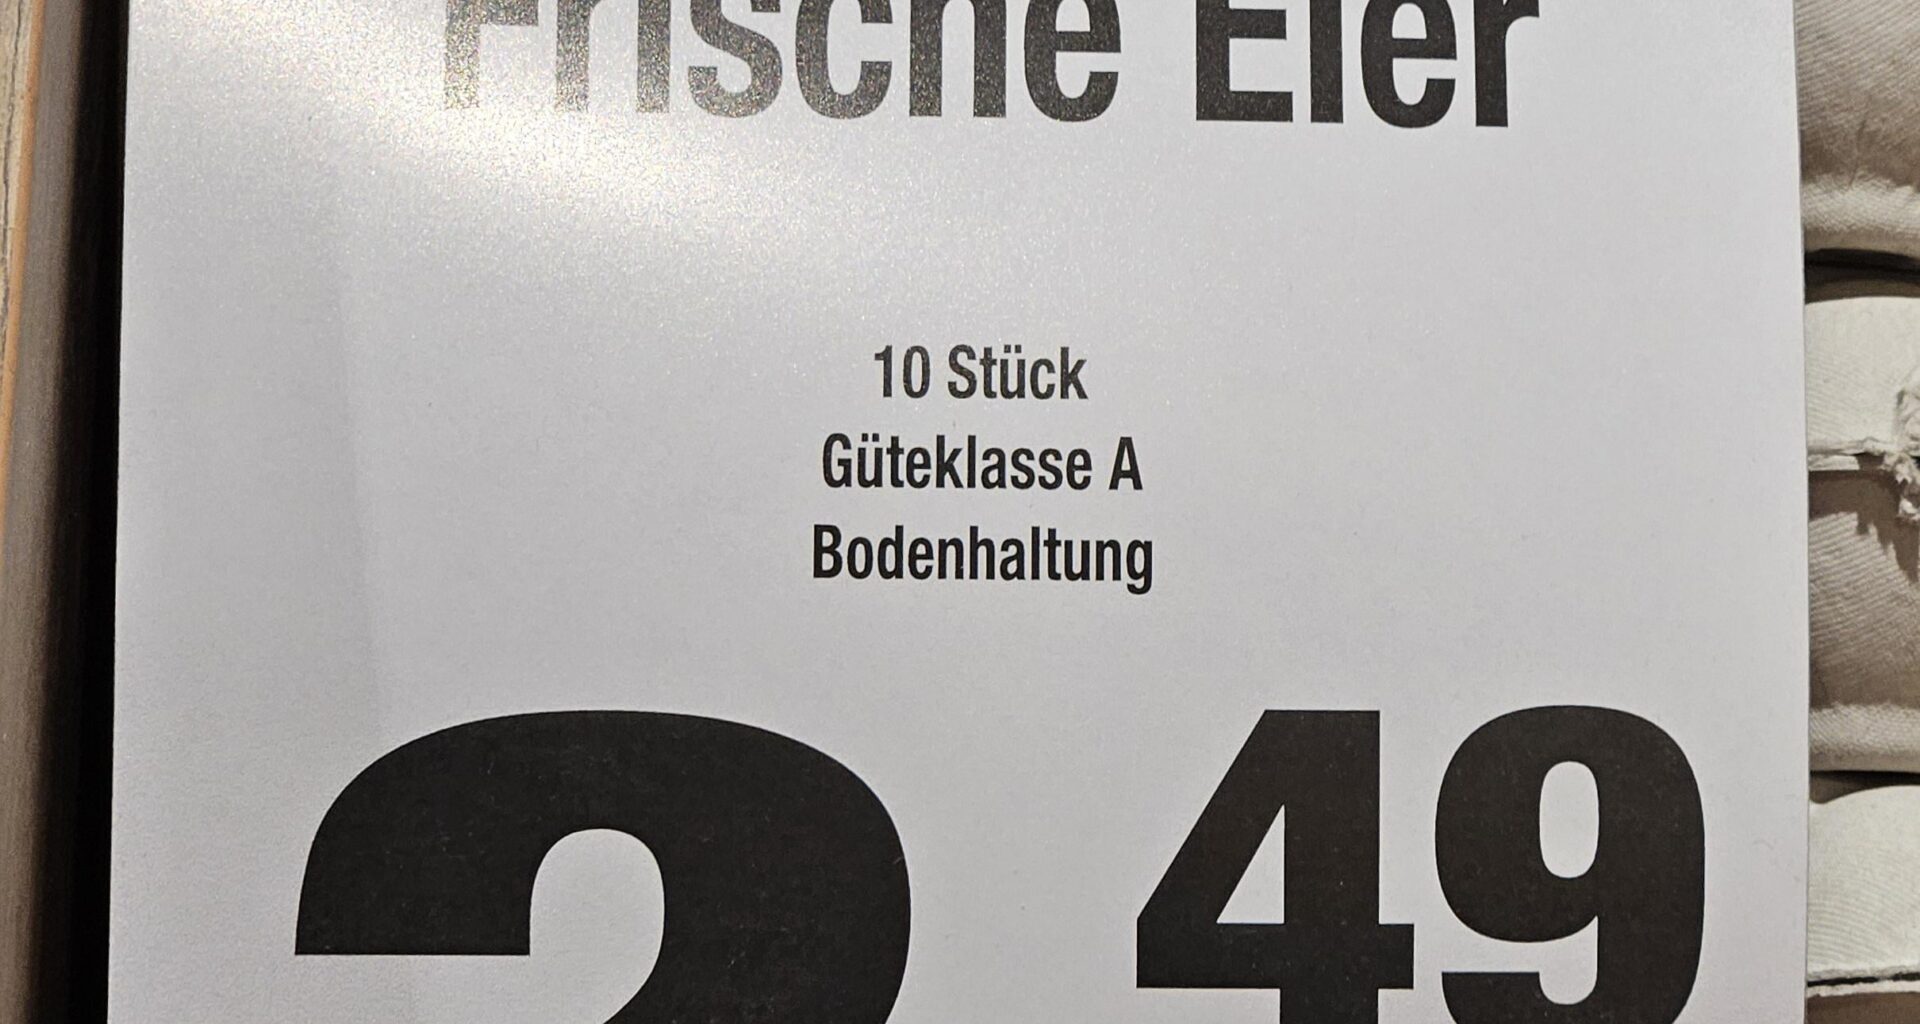 Frische Eier
10 Stück
Güteklasse A
Bodenhaltung
2 49